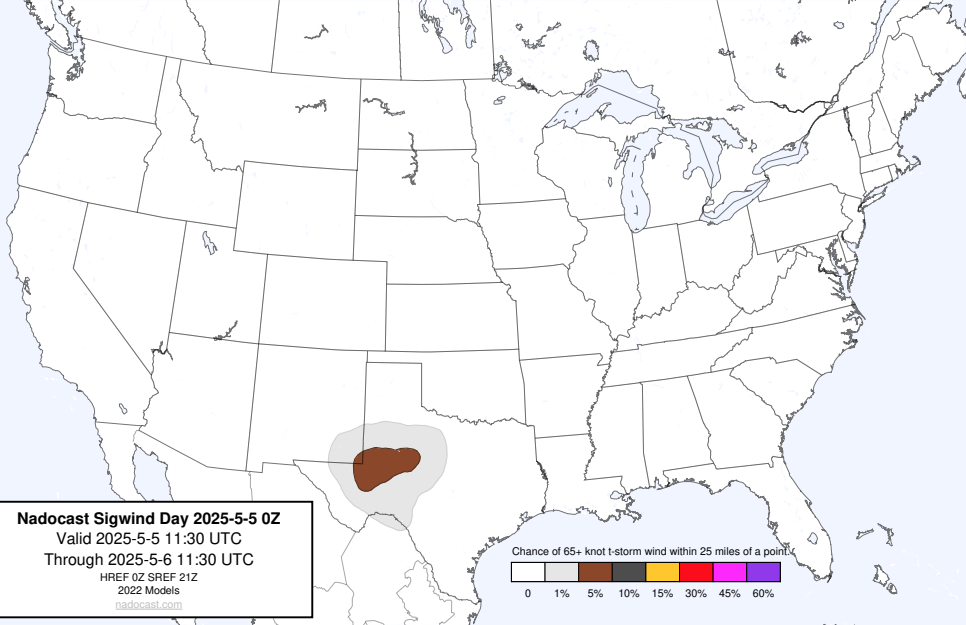 Nadocast Sigwind Day 2025-5-5 0Z
Valid 2025-5-5 11:30 UTC
Through 2025-5-6 11:30 UTC
HREF 0Z SREF 21Z
2022 Models
nadocast.com
Chance of 65+ knot t-storm wind within 25 miles of a point.
0 1% 5% 10% 15% 30% 45% 60%